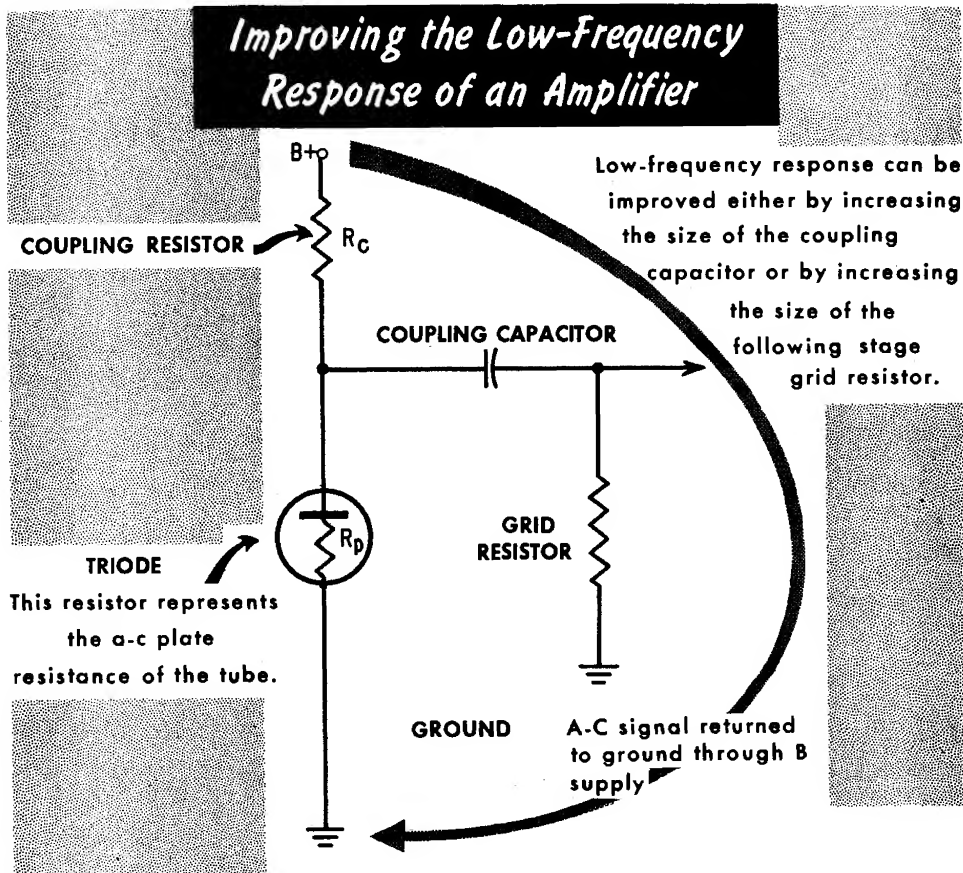 Improving the Low-Frequency
Response of an Amplifier
B+
Low-frequency response can be
improved either by increasing
the size of the coupling
capacitor or by increasing
the size of the
following stage
grid resistor.
COUPLING RESISTOR
Rc
COUPLING CAPACITOR
Rp
GRID
RESISTOR
TRIODE
This resistor represents
the a-c plate
resistance of the tube.
GROUND
A-C signal returned
to ground through B
supply